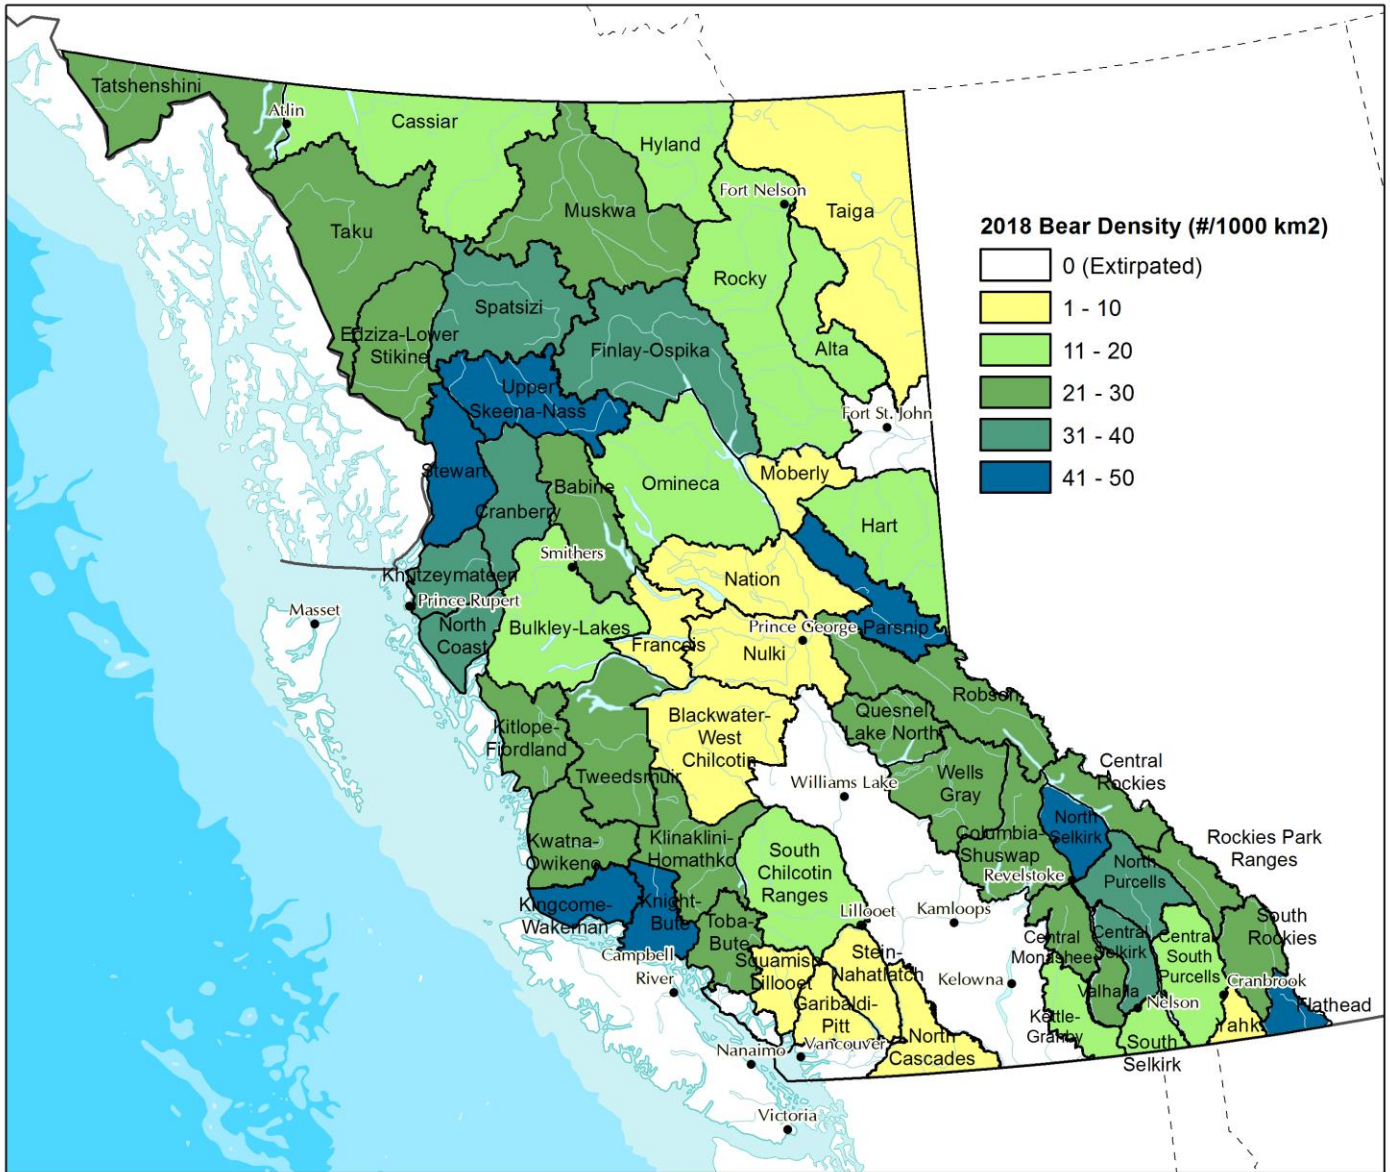 Tatshenshini
Atlin
Cassiar
Hyland
Fort Nelson
Taiga
Taku
Muskwa
2018 Bear Density (#/1000 km2)
0 (Extirpated)
1 - 10
11 - 20
21 - 30
31 - 40
41 - 50
Rocky
Spatsizi
Edziza-Lower
Stikine
Finlay-Ospika
Alta
Upper
Skeena-Nass
Fort St. John
Stewart
Babine
Omineca
Moberly
Cranberry
Hart
Smithers
Khutzeymateen
Nation
Prince Rupert
Masset
North
Coast
Bulkley-Lakes
Francois
Prince George
Nulki
Parsnip
Robson
Quesnel
Lake North
Blackwater-
West
Chilcotin
Kitlope-
Fiordland
Tweedsmuir
Williams Lake
Wells
Gray
Central
Rockies
North
Selkirk
Kwatna-
Owikeno
Klinaklini-
Homathko
South
Chilcotin
Ranges
Columbia-
Shuswap
Rockies Park
Ranges
Revelstoke
North
Purcells
Kingcome-
Wakeman
Knight-
Bute
Toba-
Bute
Lillooet
Kamloops
South
Rockies
Central
Monashee
Central
Selkirk
Central-
South
Purcells
Campbell
River
Squamish-
Lillooet
Stein-
Nahatlatch
Kelowna
Valhalla
Nelson
Cranbrook
Flathead
Garibaldi-
Pitt
Kettle-
Granby
Yahk
Nanaimo
Vancouver
North
Cascades
South
Selkirk
Victoria